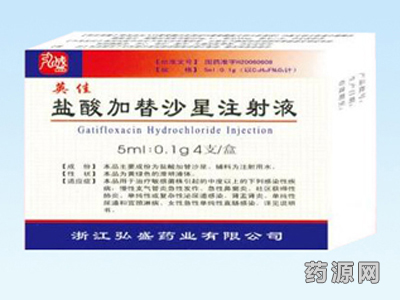 弘盛
【批准文号】国药准字H20060608
【规 格】5ml:0.1g
英佳
盐酸加替沙星注射液
Gatifloxacin Hydrochloride Injection
5ml:0.1g 4支/盒
【成 份】本品主要成份为盐酸加替沙星，辅料为注射用水。
【性 状】本品为黄绿色的澄明液体。
【适应症】本品用于治疗敏感菌株引起的中度以上的下列感染性疾
病：慢性支气管炎急性发作、急性鼻窦炎、社区获得性肺
炎、单纯性或复杂性泌尿道感染、肾盂肾炎、单纯性
尿道和宫颈淋病、女性急性单纯性直肠感染，详见说明
书。
浙江弘盛药业有限公司
药源网